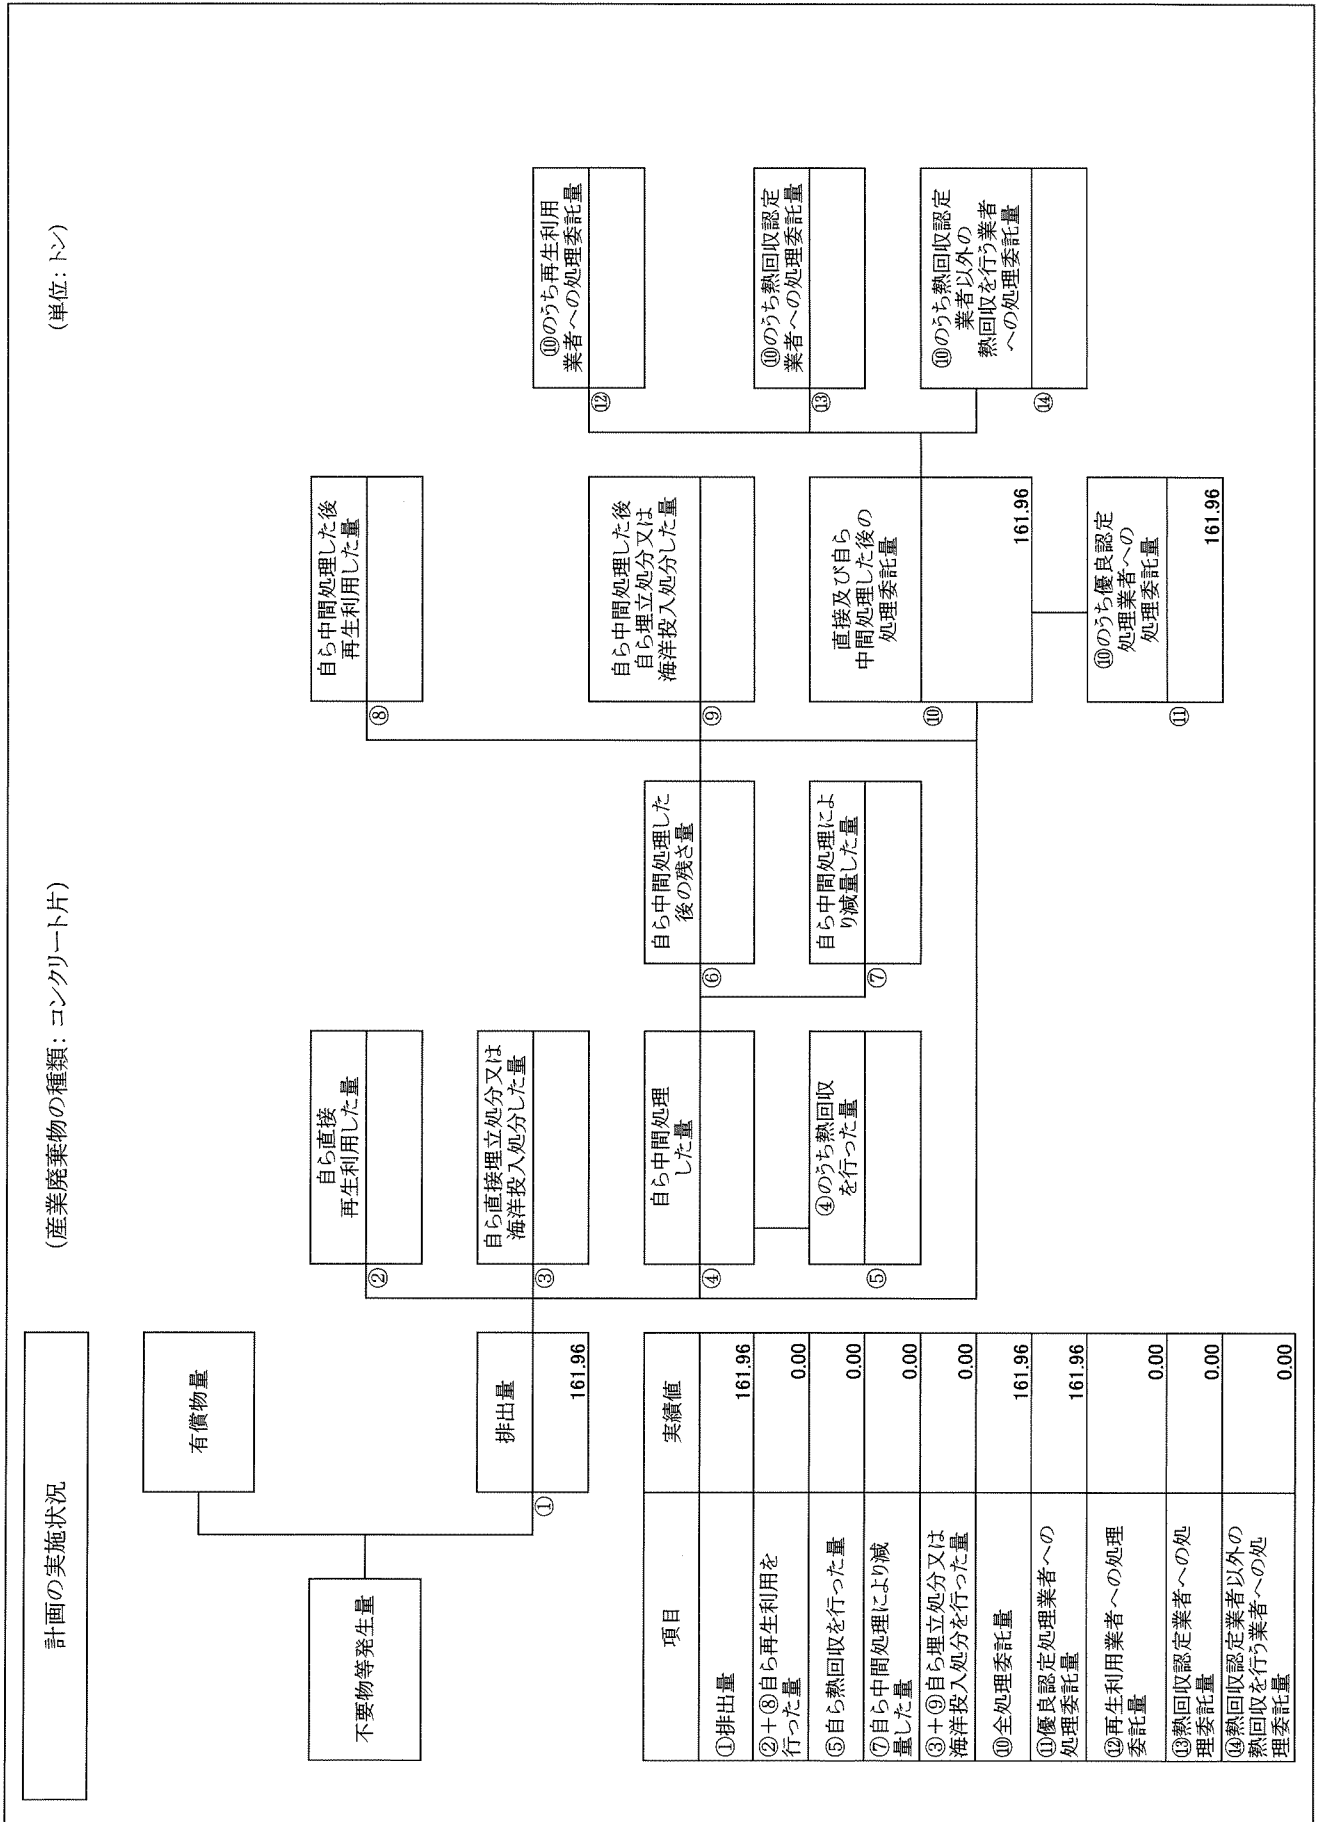 計画の実施状況
(産業廃棄物の種類：コンクリート片)
(単位：トン)
不要物等発生量
有償物量
排出量
①
161.96
自ら直接
再生利用した量
②
自ら直接埋立処分又は
海洋投入処分した量
③
自ら中間処理
した量
④
④のうち熱回収
を行った量
⑤
自ら中間処理した
後の残さ量
⑥
自ら中間処理によ
り減量した量
⑦
自ら中間処理した後
再生利用した量
⑧
自ら中間処理した後
自ら埋立処分又は
海洋投入処分した量
⑨
直接及び自ら
中間処理した後の
処理委託量
⑩
161.96
⑩のうち優良認定
処理業者への
処理委託量
⑪
161.96
⑩のうち再生利用
業者への処理委託量
⑫
⑩のうち熱回収認定
業者への処理委託量
⑬
⑩のうち熱回収認定
業者以外の
熱回収を行う業者
への処理委託量
⑭
項目 実績値
①排出量 161.96
②＋⑧自ら再生利用を
行った量 0.00
⑤自ら熱回収を行った量 0.00
⑦自ら中間処理により減
量した量 0.00
③＋⑨自ら埋立処分又は
海洋投入処分を行った量 0.00
⑩全処理委託量 161.96
⑪優良認定処理業者への
処理委託量 161.96
⑫再生利用業者への処理
委託量 0.00
⑬熱回収認定業者への処
理委託量 0.00
⑭熱回収認定業者以外の
熱回収を行う業者への処
理委託量 0.00